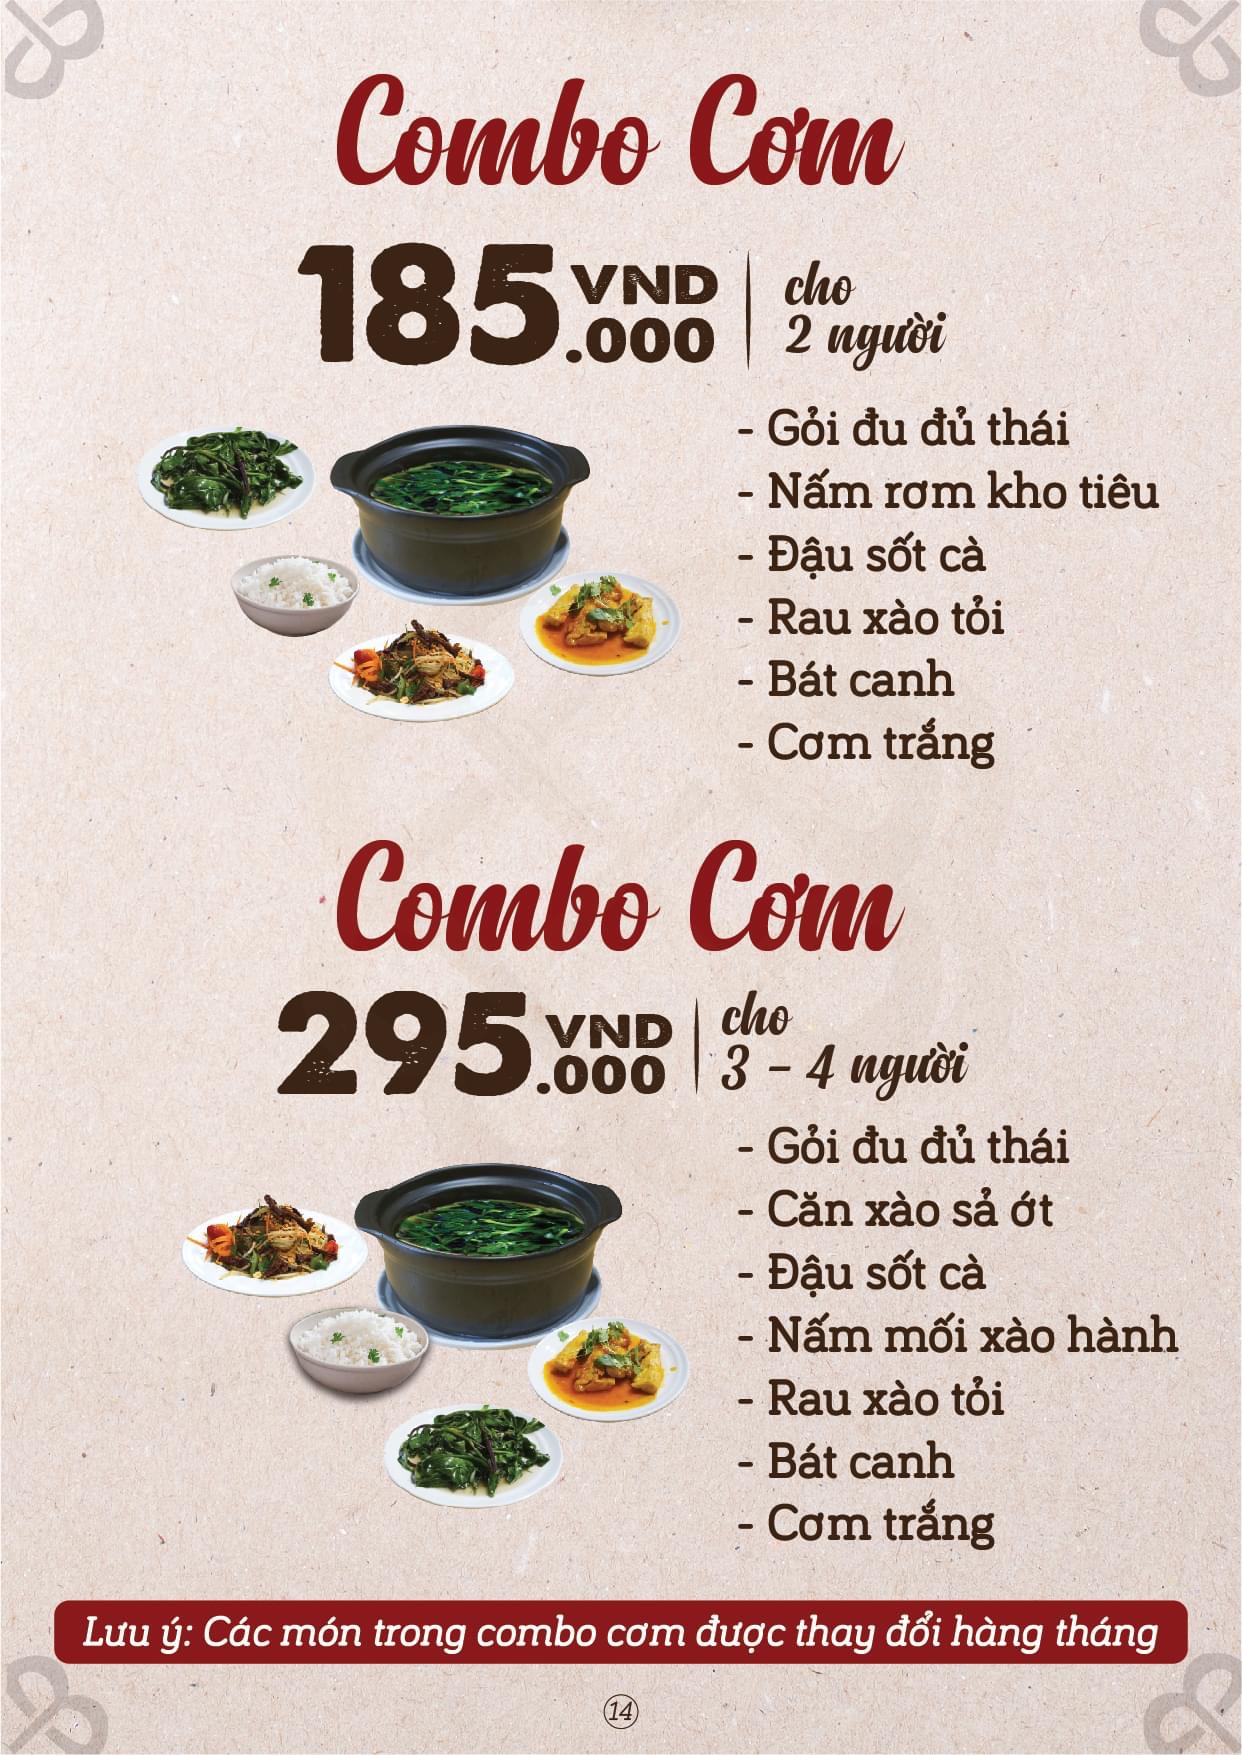 Combo Cơm
185.000 VND
cho
2 người
- Gỏi đu đủ thái
- Nấm rơm kho tiêu
- Đậu sốt cà
- Rau xào tỏi
- Bát canh
- Cơm trắng
Combo Cơm
295.000 VND
cho
3 - 4 người
- Gỏi đu đủ thái
- Căn xào sả ớt
- Đậu sốt cà
- Nấm mối xào hành
- Rau xào tỏi
- Bát canh
- Cơm trắng
Lưu ý: Các món trong combo cơm được thay đổi hàng tháng
14